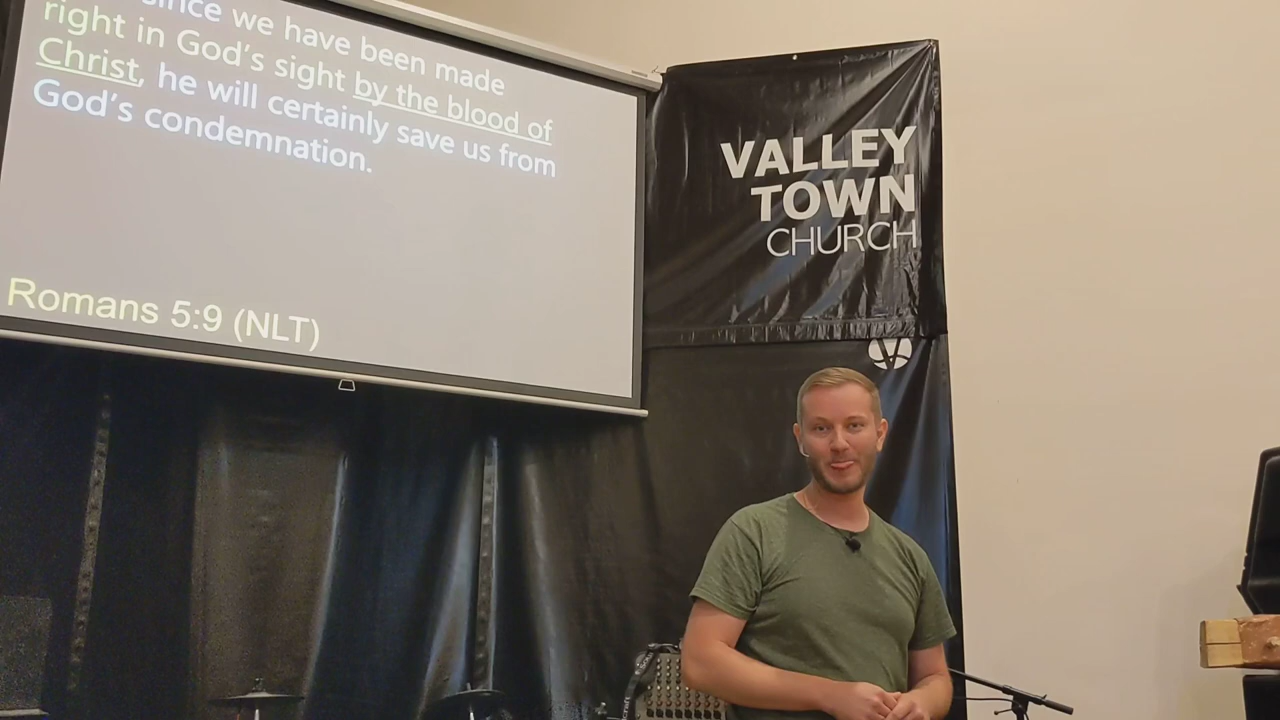 since we have been made
right in God's sight by the blood of
Christ, he will certainly save us from
God's condemnation.
Romans 5:9 (NLT)
VALLEY
TOWN
CHURCH